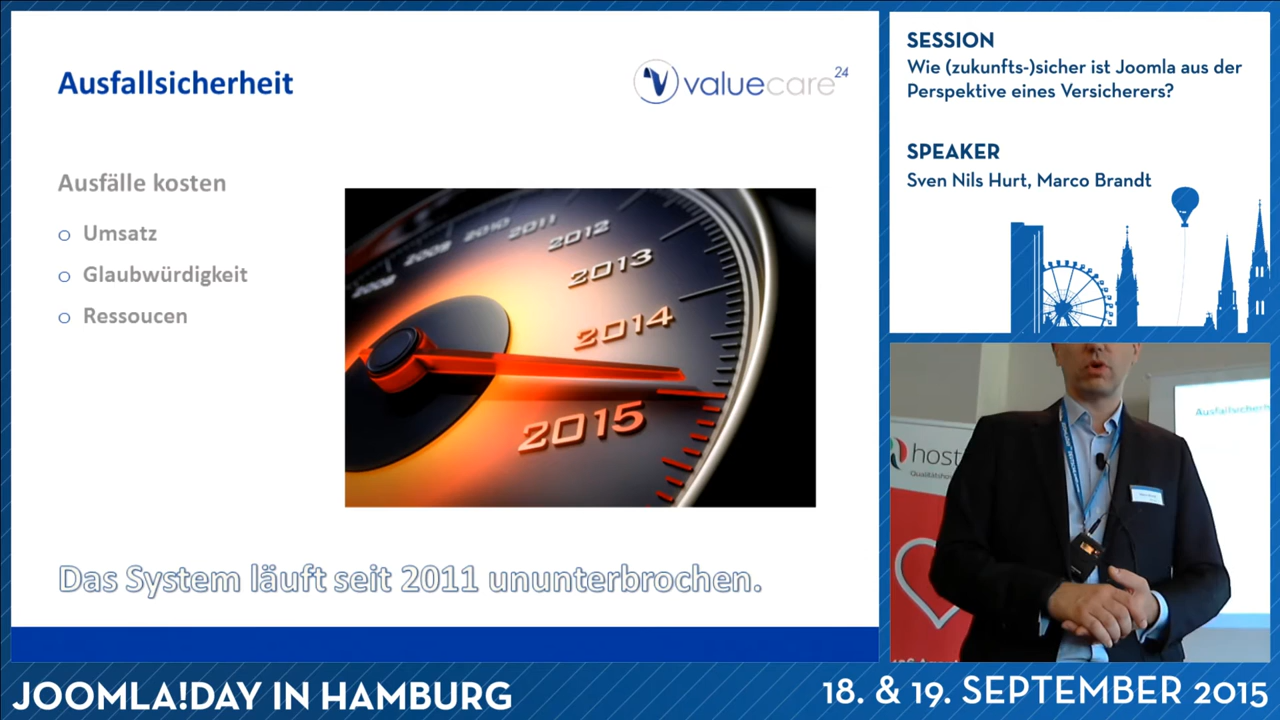 Ausfallsicherheit
valuecare24
Ausfälle kosten
Umsatz
Glaubwürdigkeit
Ressoucen
2009
2010
2011
2012
2013
2014
2015
Das System läuft seit 2011 ununterbrochen.
SESSION
Wie (zukunfts-)sicher ist Joomla aus der
Perspektive eines Versicherers?
SPEAKER
Sven Nils Hurt, Marco Brandt
Ausfallsicherh
host
JOOMLA!DAY IN HAMBURG
18. & 19. SEPTEMBER 2015